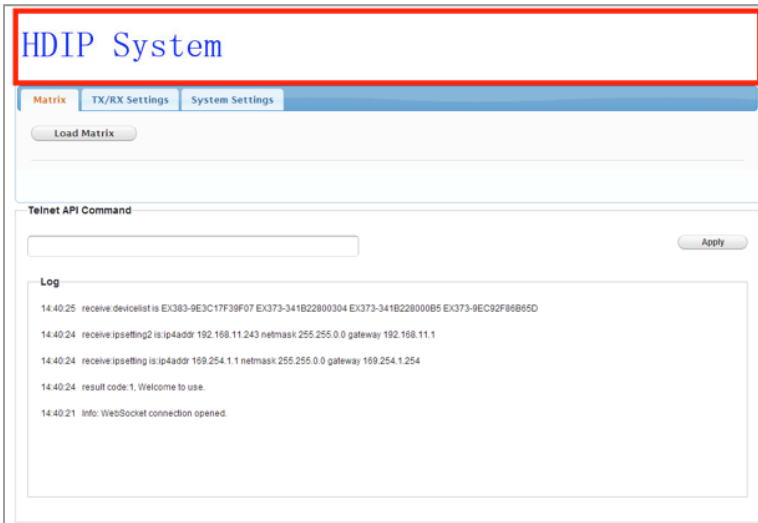 HDIP System
Matrix TX/RX Settings System Settings
Load Matrix
Telnet API Command
Apply
Log
14:40:25 receive:devicelist is EX383-9E3C17F39F07 EX373-341B22800304 EX373-341B228000B5 EX373-9EC92F86B65D
14:40:24 receive:ipsetting2 is:ip4addr 192.168.11.243 netmask 255.255.0.0 gateway 192.168.11.1
14:40:24 receive:ipsetting is:ip4addr 169.254.1.1 netmask 255.255.0.0 gateway 169.254.1.254
14:40:24 result code:1, Welcome to use.
14:40:21 Info: WebSocket connection opened.